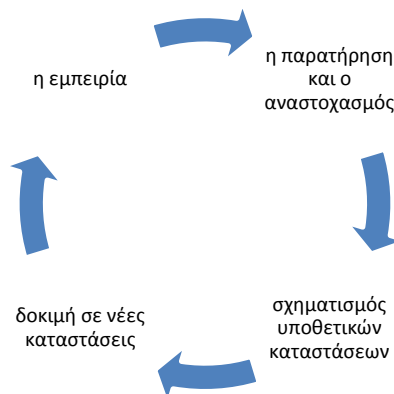 η εμπειρία
η παρατήρηση
και ο
αναστοχασμός
σχηματισμός
υποθετικών
καταστάσεων
δοκιμή σε νέες
καταστάσεις